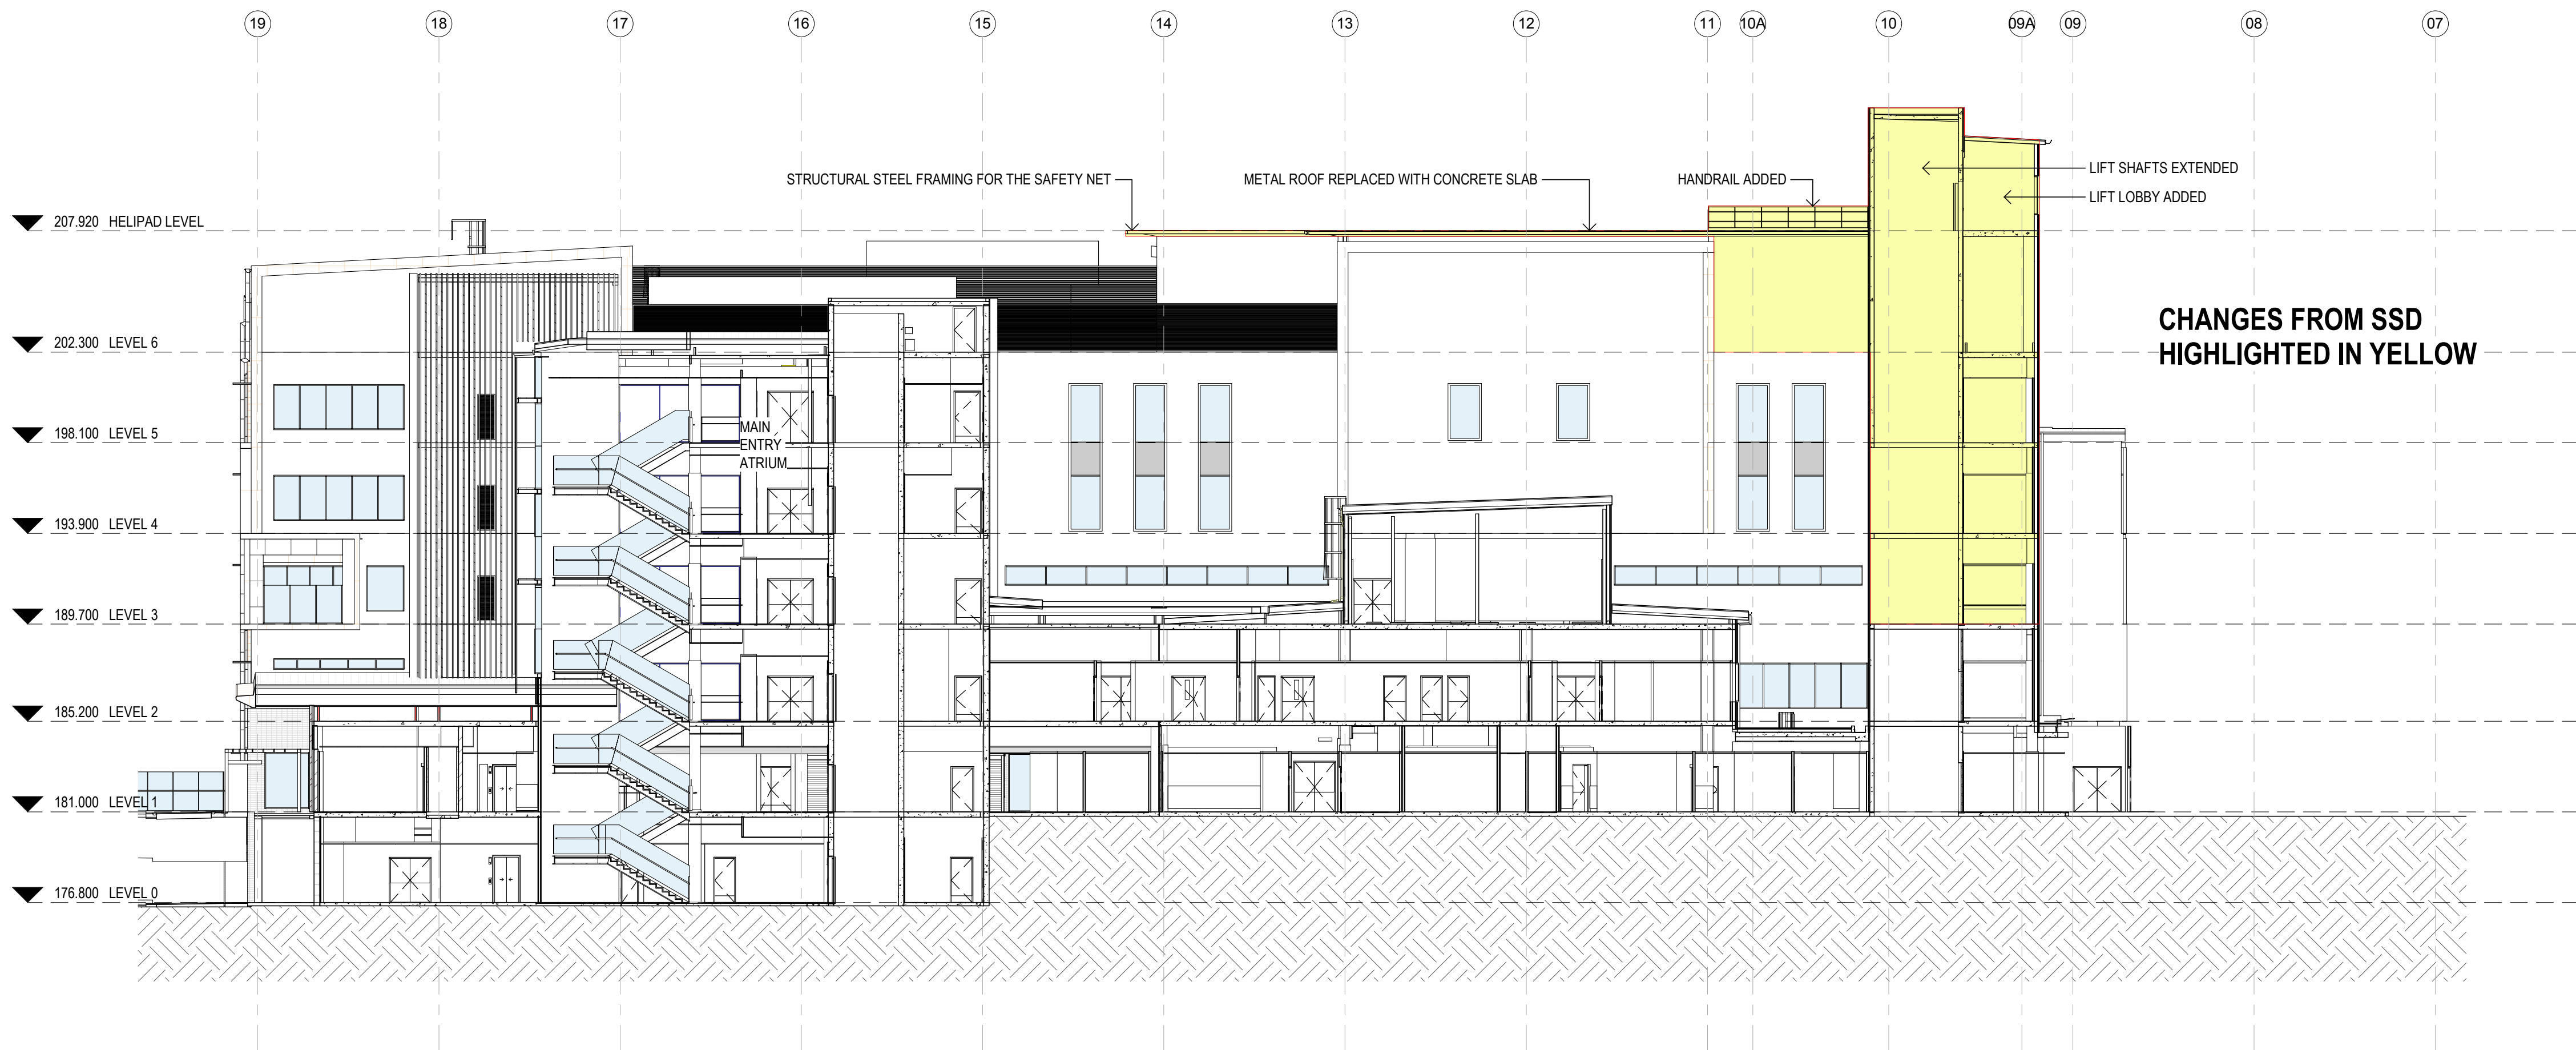 19 18 17 16 15 14 13 12 11 10A 10 09A 09 08 07
STRUCTURAL STEEL FRAMING FOR THE SAFETY NET
METAL ROOF REPLACED WITH CONCRETE SLAB
HANDRAIL ADDED
LIFT SHAFTS EXTENDED
LIFT LOBBY ADDED
207.920 HELIPAD LEVEL
CHANGES FROM SSD
HIGHLIGHTED IN YELLOW
202.300 LEVEL 6
198.100 LEVEL 5
MAIN
ENTRY
ATRIUM
193.900 LEVEL 4
189.700 LEVEL 3
185.200 LEVEL 2
181.000 LEVEL 1
176.800 LEVEL 0